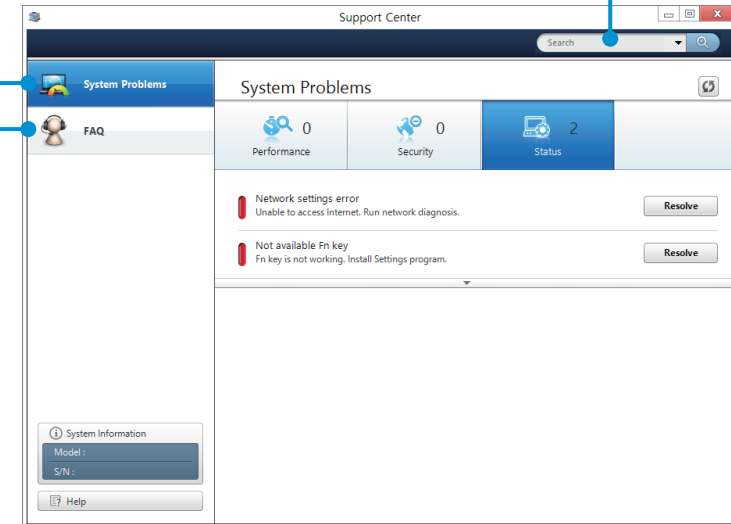 Support Center
Search
System Problems
FAQ
System Problems
0
Performance
0
Security
2
Status
Network settings error
Unable to access Internet. Run network diagnosis.
Resolve
Not available Fn key
Fn key is not working. Install Settings program.
Resolve
System Information
Model :
S/N :
Help